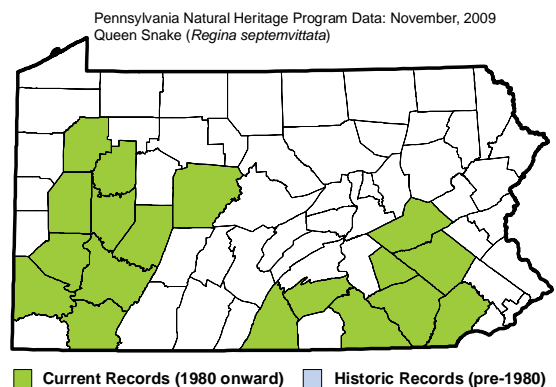 Pennsylvania Natural Heritage Program Data: November, 2009
Queen Snake (Regina septemvittata)
Current Records (1980 onward) Historic Records (pre-1980)